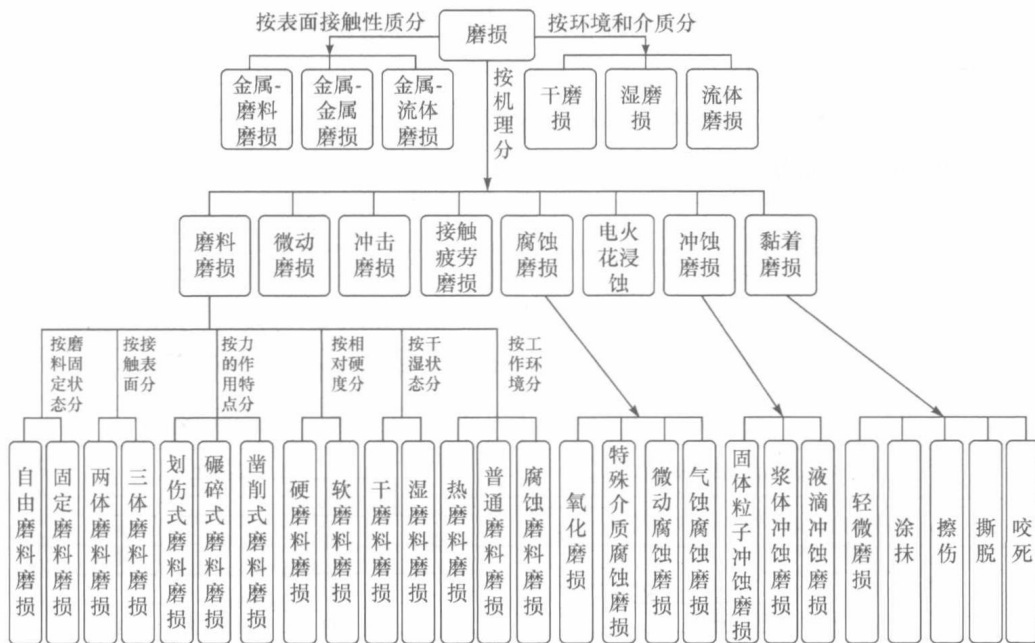 按表面接触性质分
磨损
按环境和介质分
金属-
磨料
磨损
金属-
金属
磨损
金属-
流体
磨损
按机理分
干磨
损
湿磨
损
流体
磨损
磨料
磨损
微动
磨损
冲击
磨损
接触
疲劳
磨损
腐蚀
磨损
电火
花浸
蚀
冲蚀
磨损
黏着
磨损
按磨
料固
定状
态分
按接
触表
面分
按力
的作
用特
点分
按相
对硬
度分
按干
湿状
态分
按工
作环
境分
自由磨料磨损
固定磨料磨损
两体磨料磨损
三体磨料磨损
划伤式磨料磨损
碾碎式磨料磨损
凿削式磨料磨损
硬磨料磨损
软磨料磨损
干磨料磨损
湿磨料磨损
热磨料磨损
普通磨料磨损
腐蚀磨料磨损
氧化磨损
特殊介质腐蚀磨损
微动腐蚀磨损
气蚀腐蚀磨损
固体粒子冲蚀磨损
浆体冲蚀磨损
液滴冲蚀磨损
轻微磨损
涂抹
擦伤
撕脱
咬死